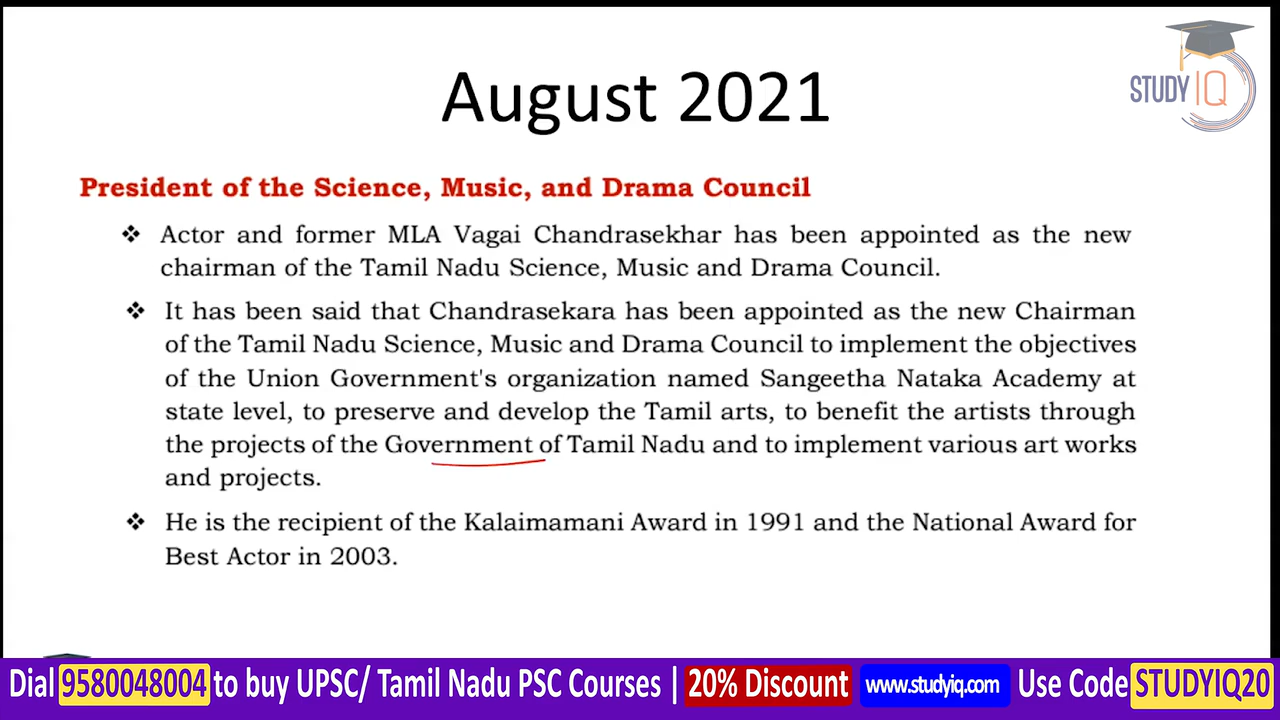 STUDY IQ
August 2021
President of the Science, Music, and Drama Council
❖ Actor and former MLA Vagai Chandrasekhar has been appointed as the new
chairman of the Tamil Nadu Science, Music and Drama Council.
❖ It has been said that Chandrasekara has been appointed as the new Chairman
of the Tamil Nadu Science, Music and Drama Council to implement the objectives
of the Union Government's organization named Sangeetha Nataka Academy at
state level, to preserve and develop the Tamil arts, to benefit the artists through
the projects of the Government of Tamil Nadu and to implement various art works
and projects.
❖ He is the recipient of the Kalaimamani Award in 1991 and the National Award for
Best Actor in 2003.
Dial 9580048004 to buy UPSC/ Tamil Nadu PSC Courses | 20% Discount www.studyiq.com Use Code STUDYIQ20